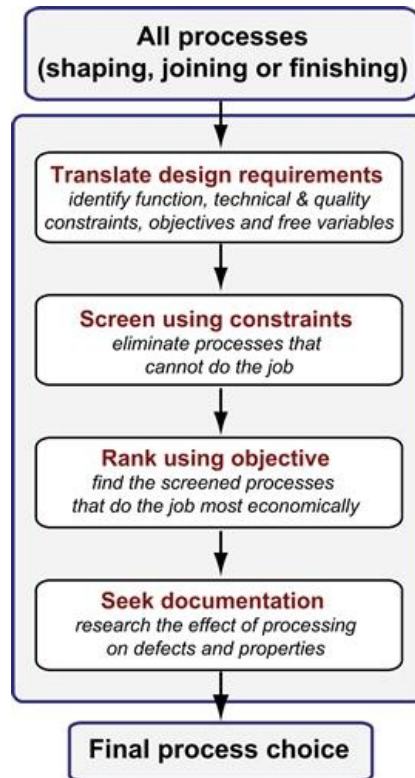 All processes
(shaping, joining or finishing)
Translate design requirements
identify function, technical & quality
constraints, objectives and free variables
Screen using constraints
eliminate processes that
cannot do the job
Rank using objective
find the screened processes
that do the job most economically
Seek documentation
research the effect of processing
on defects and properties
Final process choice